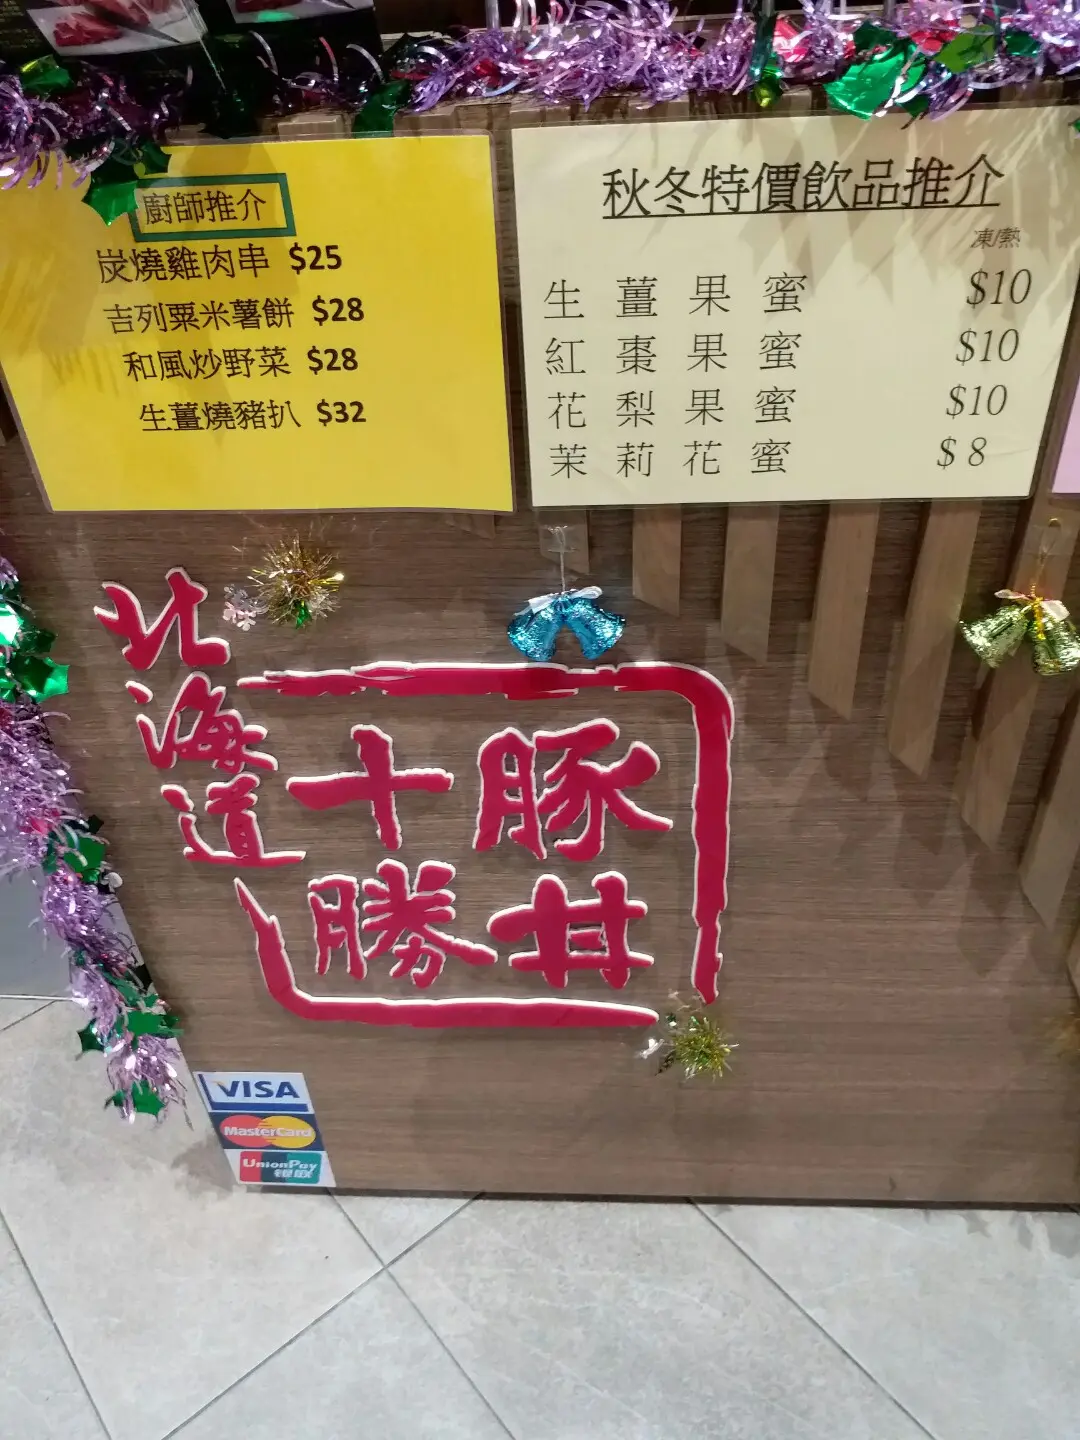 廚師推介
炭燒雞肉串 $25
吉列粟米薯餅 $28
和風炒野菜 $28
生薑燒豬扒 $32
秋冬特價飲品推介
凍/熱
生薑果蜜 $10
紅棗果蜜 $10
花梨果蜜 $10
茉莉花蜜 $8
北海道
十勝
豚丼
VISA
MasterCard
UnionPay
银联